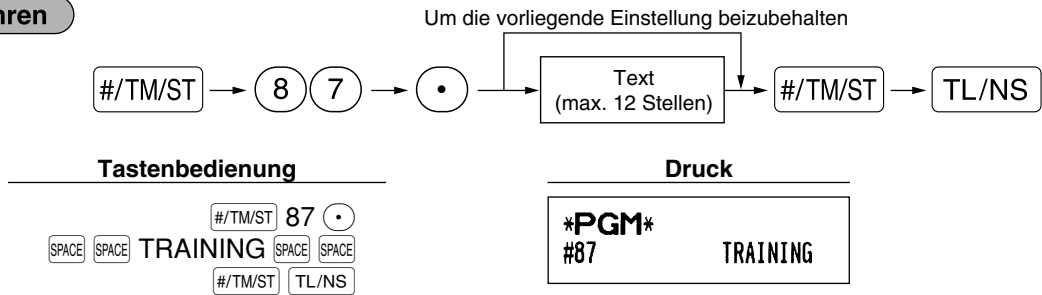 Um die vorliegende Einstellung beizubehalten
#/TM/ST 8 7 • Text (max. 12 Stellen) #/TM/ST TL/NS
Tastenbedienung
#/TM/ST 87 •
SPACE SPACE TRAINING SPACE SPACE
#/TM/ST TL/NS
Druck
*PGM*
#87 TRAINING